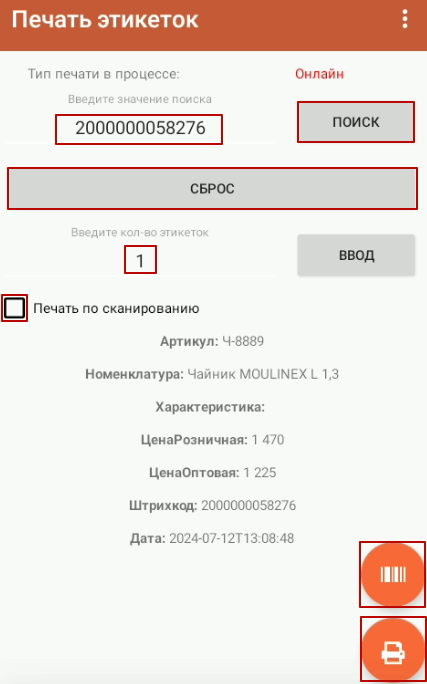 Печать этикеток
Тип печати в процессе: Онлайн
Введите значение поиска
2000000058276 ПОИСК
СБРОС
Введите кол-во этикеток
1 ВВОД
Печать по сканированию
Артикул: Ч-8889
Номенклатура: Чайник MOULINEX L 1,3
Характеристика:
ЦенаРозничная: 1 470
ЦенаОптовая: 1 225
Штрихкод: 2000000058276
Дата: 2024-07-12T13:08:48